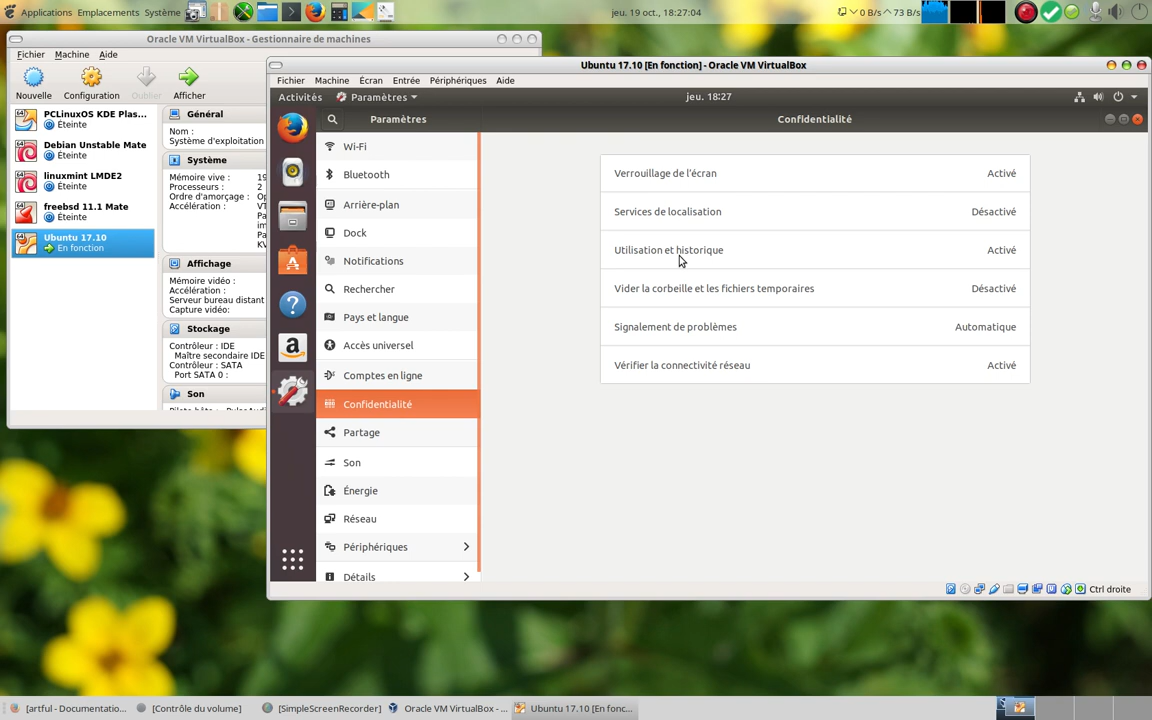 Applications Emplacements Système
jeu. 19 oct., 18:27:04
0 B/s 73 B/s
Oracle VM VirtualBox - Gestionnaire de machines
Fichier Machine Aide
Nouvelle Configuration Oublier Afficher
PCLinuxOS KDE Plas...
Éteinte
Debian Unstable Mate
Éteinte
linuxmint LMDE2
Éteinte
freebsd 11.1 Mate
Éteinte
Ubuntu 17.10
En fonction
Général
Nom :
Système d'exploitation
Système
Mémoire vive : 19
Processeurs : 2
Ordre d'amorçage : Op
Accélération : VT
Pa
im
Pa
KV
Affichage
Mémoire vidéo :
Accélération :
Serveur bureau distant
Capture vidéo:
Stockage
Contrôleur : IDE
Maître secondaire IDE
Contrôleur : SATA
Port SATA 0 :
Son
Ubuntu 17.10 [En fonction] - Oracle VM VirtualBox
Fichier Machine Écran Entrée Périphériques Aide
Activités Paramètres jeu. 18:27
Paramètres Confidentialité
Wi-Fi
Bluetooth
Arrière-plan
Dock
Notifications
Rechercher
Pays et langue
Accès universel
Comptes en ligne
Confidentialité
Partage
Son
Énergie
Réseau
Périphériques
Détails
Verrouillage de l'écran Activé
Services de localisation Désactivé
Utilisation et historique Activé
Vider la corbeille et les fichiers temporaires Désactivé
Signalement de problèmes Automatique
Vérifier la connectivité réseau Activé
Ctrl droite
[artful - Documentatio... [Contrôle du volume] [SimpleScreenRecorder] Oracle VM VirtualBox - ... Ubuntu 17.10 [En fonc...